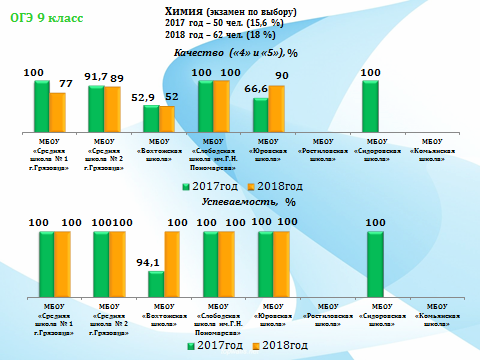 ОГЭ 9 класс
Химия (экзамен по выбору)
2017 год – 50 чел. (15,6 %)
2018 год – 62 чел. (18 %)
Качество («4» и «5»), %
100 77 91,7 89 52,9 52 100 100 66,6 90 100
МБОУ «Средняя школа № 1 г.Грязовца»
МБОУ «Средняя школа № 2 г.Грязовца»
МБОУ «Вохтожская школа»
МБОУ «Слободская школа им.Г.Н. Пономарева»
МБОУ «Юровская школа»
МБОУ «Ростиловская школа»
МБОУ «Сидоровская школа»
МБОУ «Комьянская школа»
2017год 2018год
Успеваемость, %
100 100 100 100 94,1 100 100 100 100 100 100
МБОУ «Средняя школа № 1 г.Грязовца»
МБОУ «Средняя школа № 2 г.Грязовца»
МБОУ «Вохтожская школа»
МБОУ «Слободская школа им.Г.Н. Пономарева»
МБОУ «Юровская школа»
МБОУ «Ростиловская школа»
МБОУ «Сидоровская школа»
МБОУ «Комьянская школа»
2017год 2018год